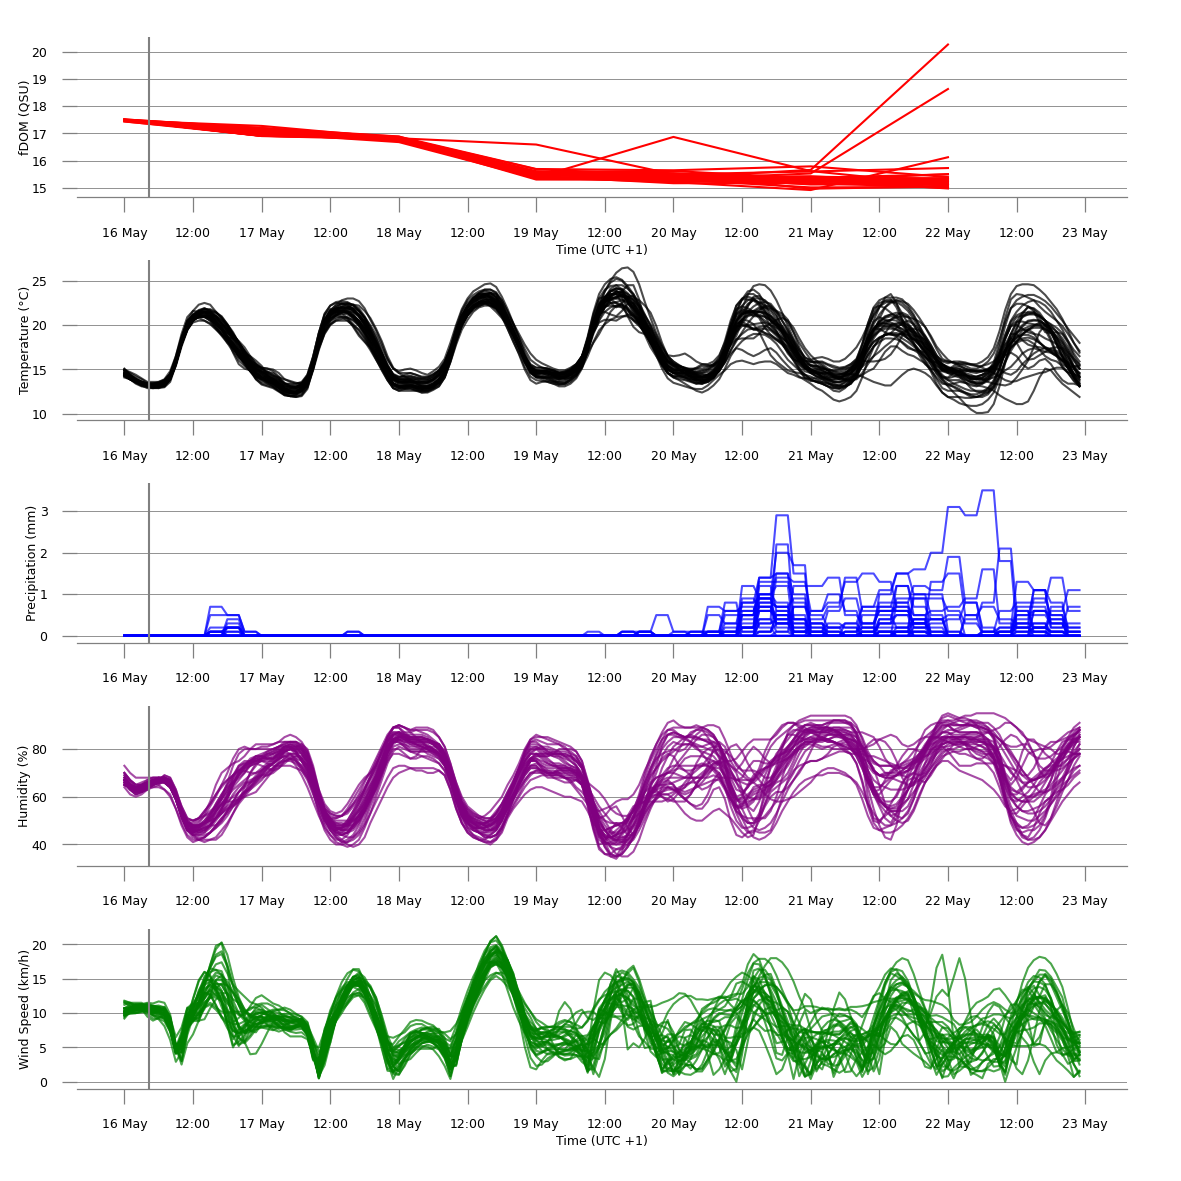 fDOM (QSU)
20
19
18
17
16
15
16 May 12:00 17 May 12:00 18 May 12:00 19 May 12:00 20 May 12:00 21 May 12:00 22 May 12:00 23 May
Time (UTC +1)
Temperature (°C)
25
20
15
10
16 May 12:00 17 May 12:00 18 May 12:00 19 May 12:00 20 May 12:00 21 May 12:00 22 May 12:00 23 May
Precipitation (mm)
3
2
1
0
16 May 12:00 17 May 12:00 18 May 12:00 19 May 12:00 20 May 12:00 21 May 12:00 22 May 12:00 23 May
Humidity (%)
80
60
40
16 May 12:00 17 May 12:00 18 May 12:00 19 May 12:00 20 May 12:00 21 May 12:00 22 May 12:00 23 May
Wind Speed (km/h)
20
15
10
5
0
16 May 12:00 17 May 12:00 18 May 12:00 19 May 12:00 20 May 12:00 21 May 12:00 22 May 12:00 23 May
Time (UTC +1)